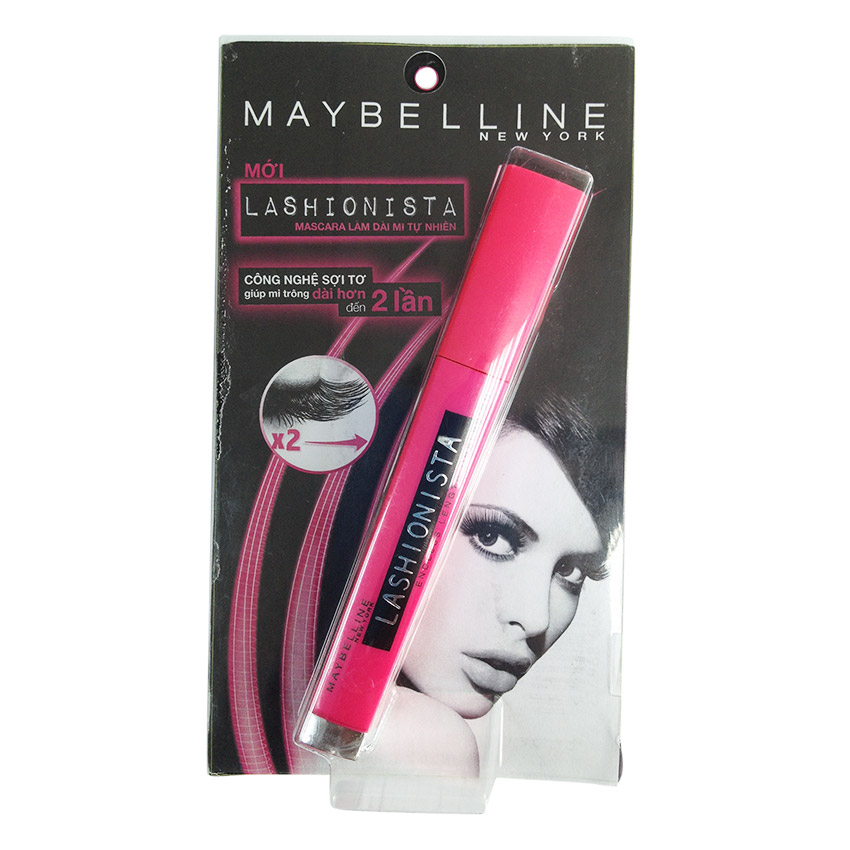 MAYBELLINE
NEW YORK
MỚI
LASHIONISTA
MASCARA LÀM DÀI MI TỰ NHIÊN
CÔNG NGHỆ SỢI TƠ
giúp mi trông dài hơn
đến 2 lần
x2
LASHIONISTA
MAYBELLINE
NEW YORK